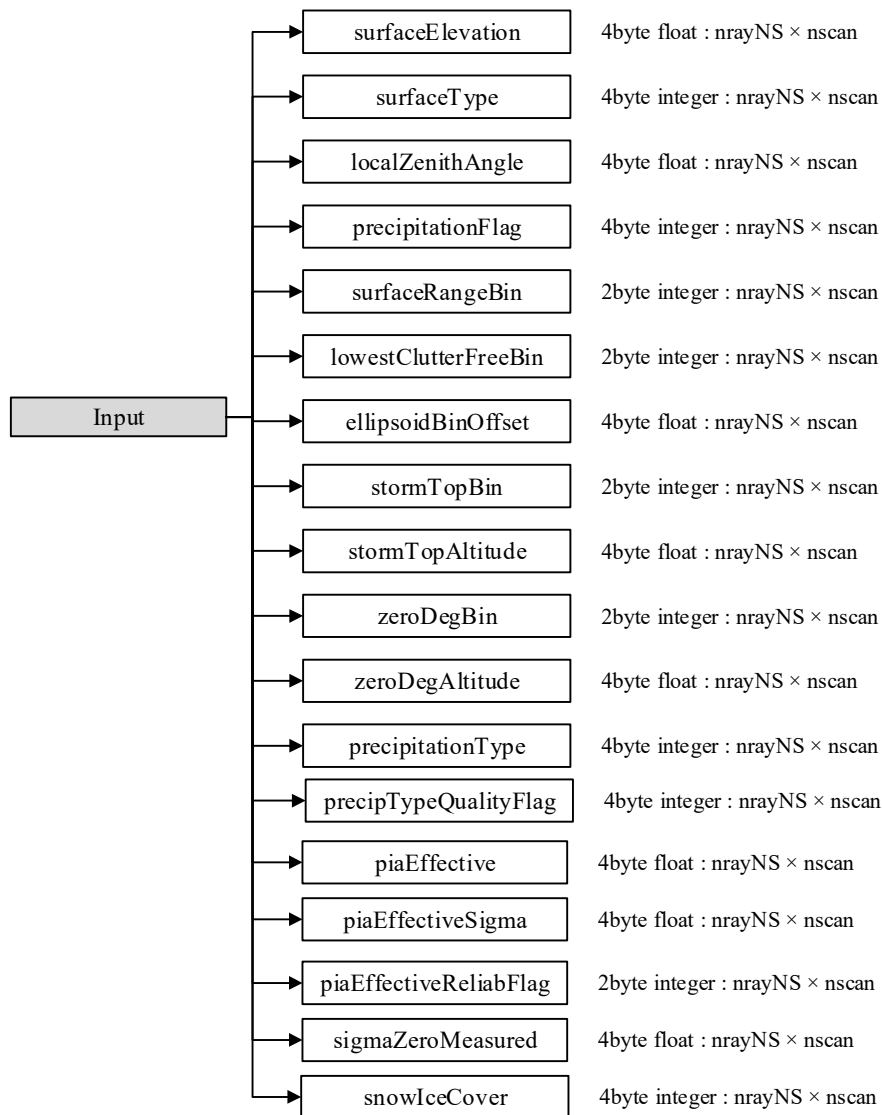 surfaceElevation 4byte float : nrayNS × nscan
surfaceType 4byte integer : nrayNS × nscan
localZenithAngle 4byte float : nrayNS × nscan
precipitationFlag 4byte integer : nrayNS × nscan
surfaceRangeBin 2byte integer : nrayNS × nscan
lowestClutterFreeBin 2byte integer : nrayNS × nscan
Input ellipsoidBinOffset 4byte float : nrayNS × nscan
stormTopBin 2byte integer : nrayNS × nscan
stormTopAltitude 4byte float : nrayNS × nscan
zeroDegBin 2byte integer : nrayNS × nscan
zeroDegAltitude 4byte float : nrayNS × nscan
precipitationType 4byte integer : nrayNS × nscan
precipTypeQualityFlag 4byte integer : nrayNS × nscan
piaEffective 4byte float : nrayNS × nscan
piaEffectiveSigma 4byte float : nrayNS × nscan
piaEffectiveReliabFlag 2byte integer : nrayNS × nscan
sigmaZeroMeasured 4byte float : nrayNS × nscan
snowIceCover 4byte integer : nrayNS × nscan